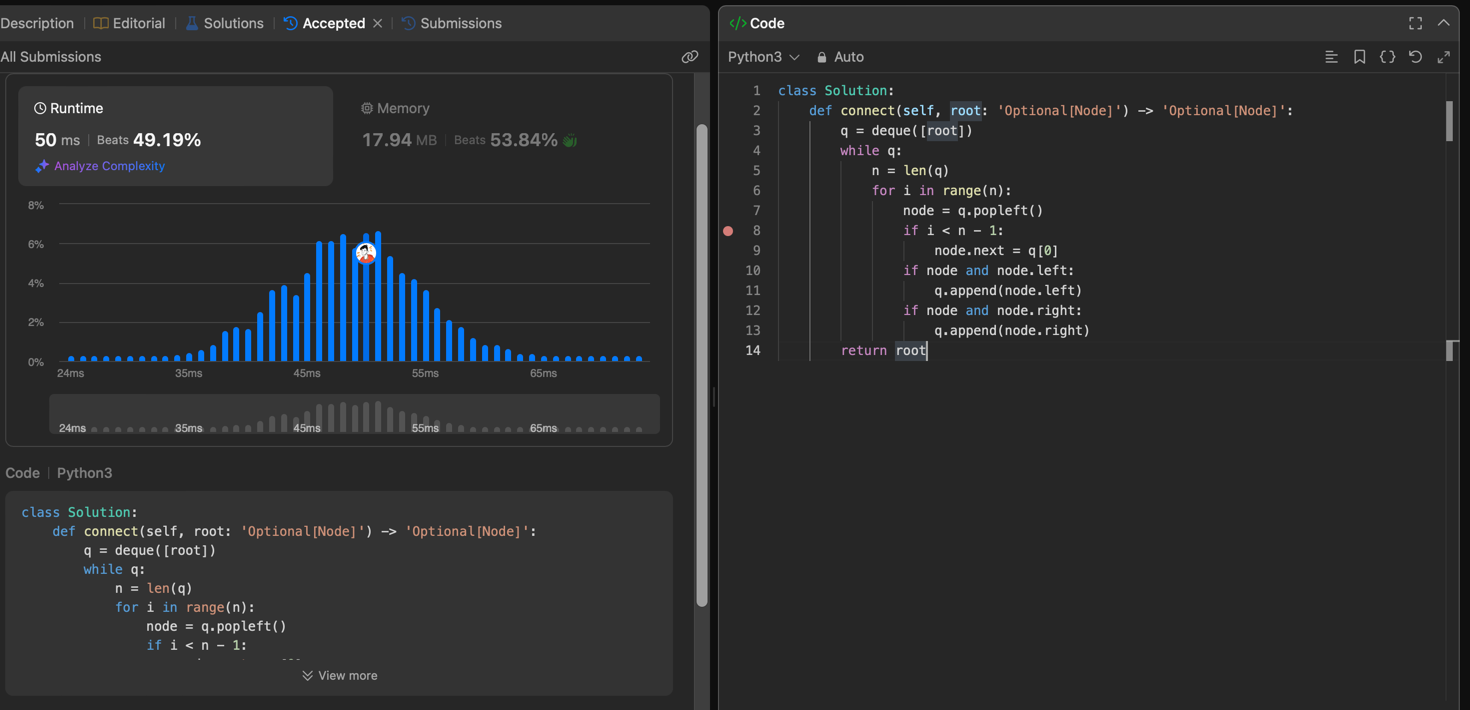 Description
Editorial
Solutions
Accepted
Submissions
All Submissions
Runtime
50 ms | Beats 49.19%
Analyze Complexity
Memory
17.94 MB | Beats 53.84%
8%
6%
4%
2%
0%
24ms 35ms 45ms 55ms 65ms
24ms 35ms 45ms 55ms 65ms
Code | Python3
class Solution:
    def connect(self, root: 'Optional[Node]') -> 'Optional[Node]':
        q = deque([root])
        while q:
            n = len(q)
            for i in range(n):
                node = q.popleft()
                if i < n - 1:
View more
</> Code
Python3
Auto
1 class Solution:
2     def connect(self, root: 'Optional[Node]') -> 'Optional[Node]':
3         q = deque([root])
4         while q:
5             n = len(q)
6             for i in range(n):
7                 node = q.popleft()
8                 if i < n - 1:
9                     node.next = q[0]
10                 if node and node.left:
11                     q.append(node.left)
12                 if node and node.right:
13                     q.append(node.right)
14         return root